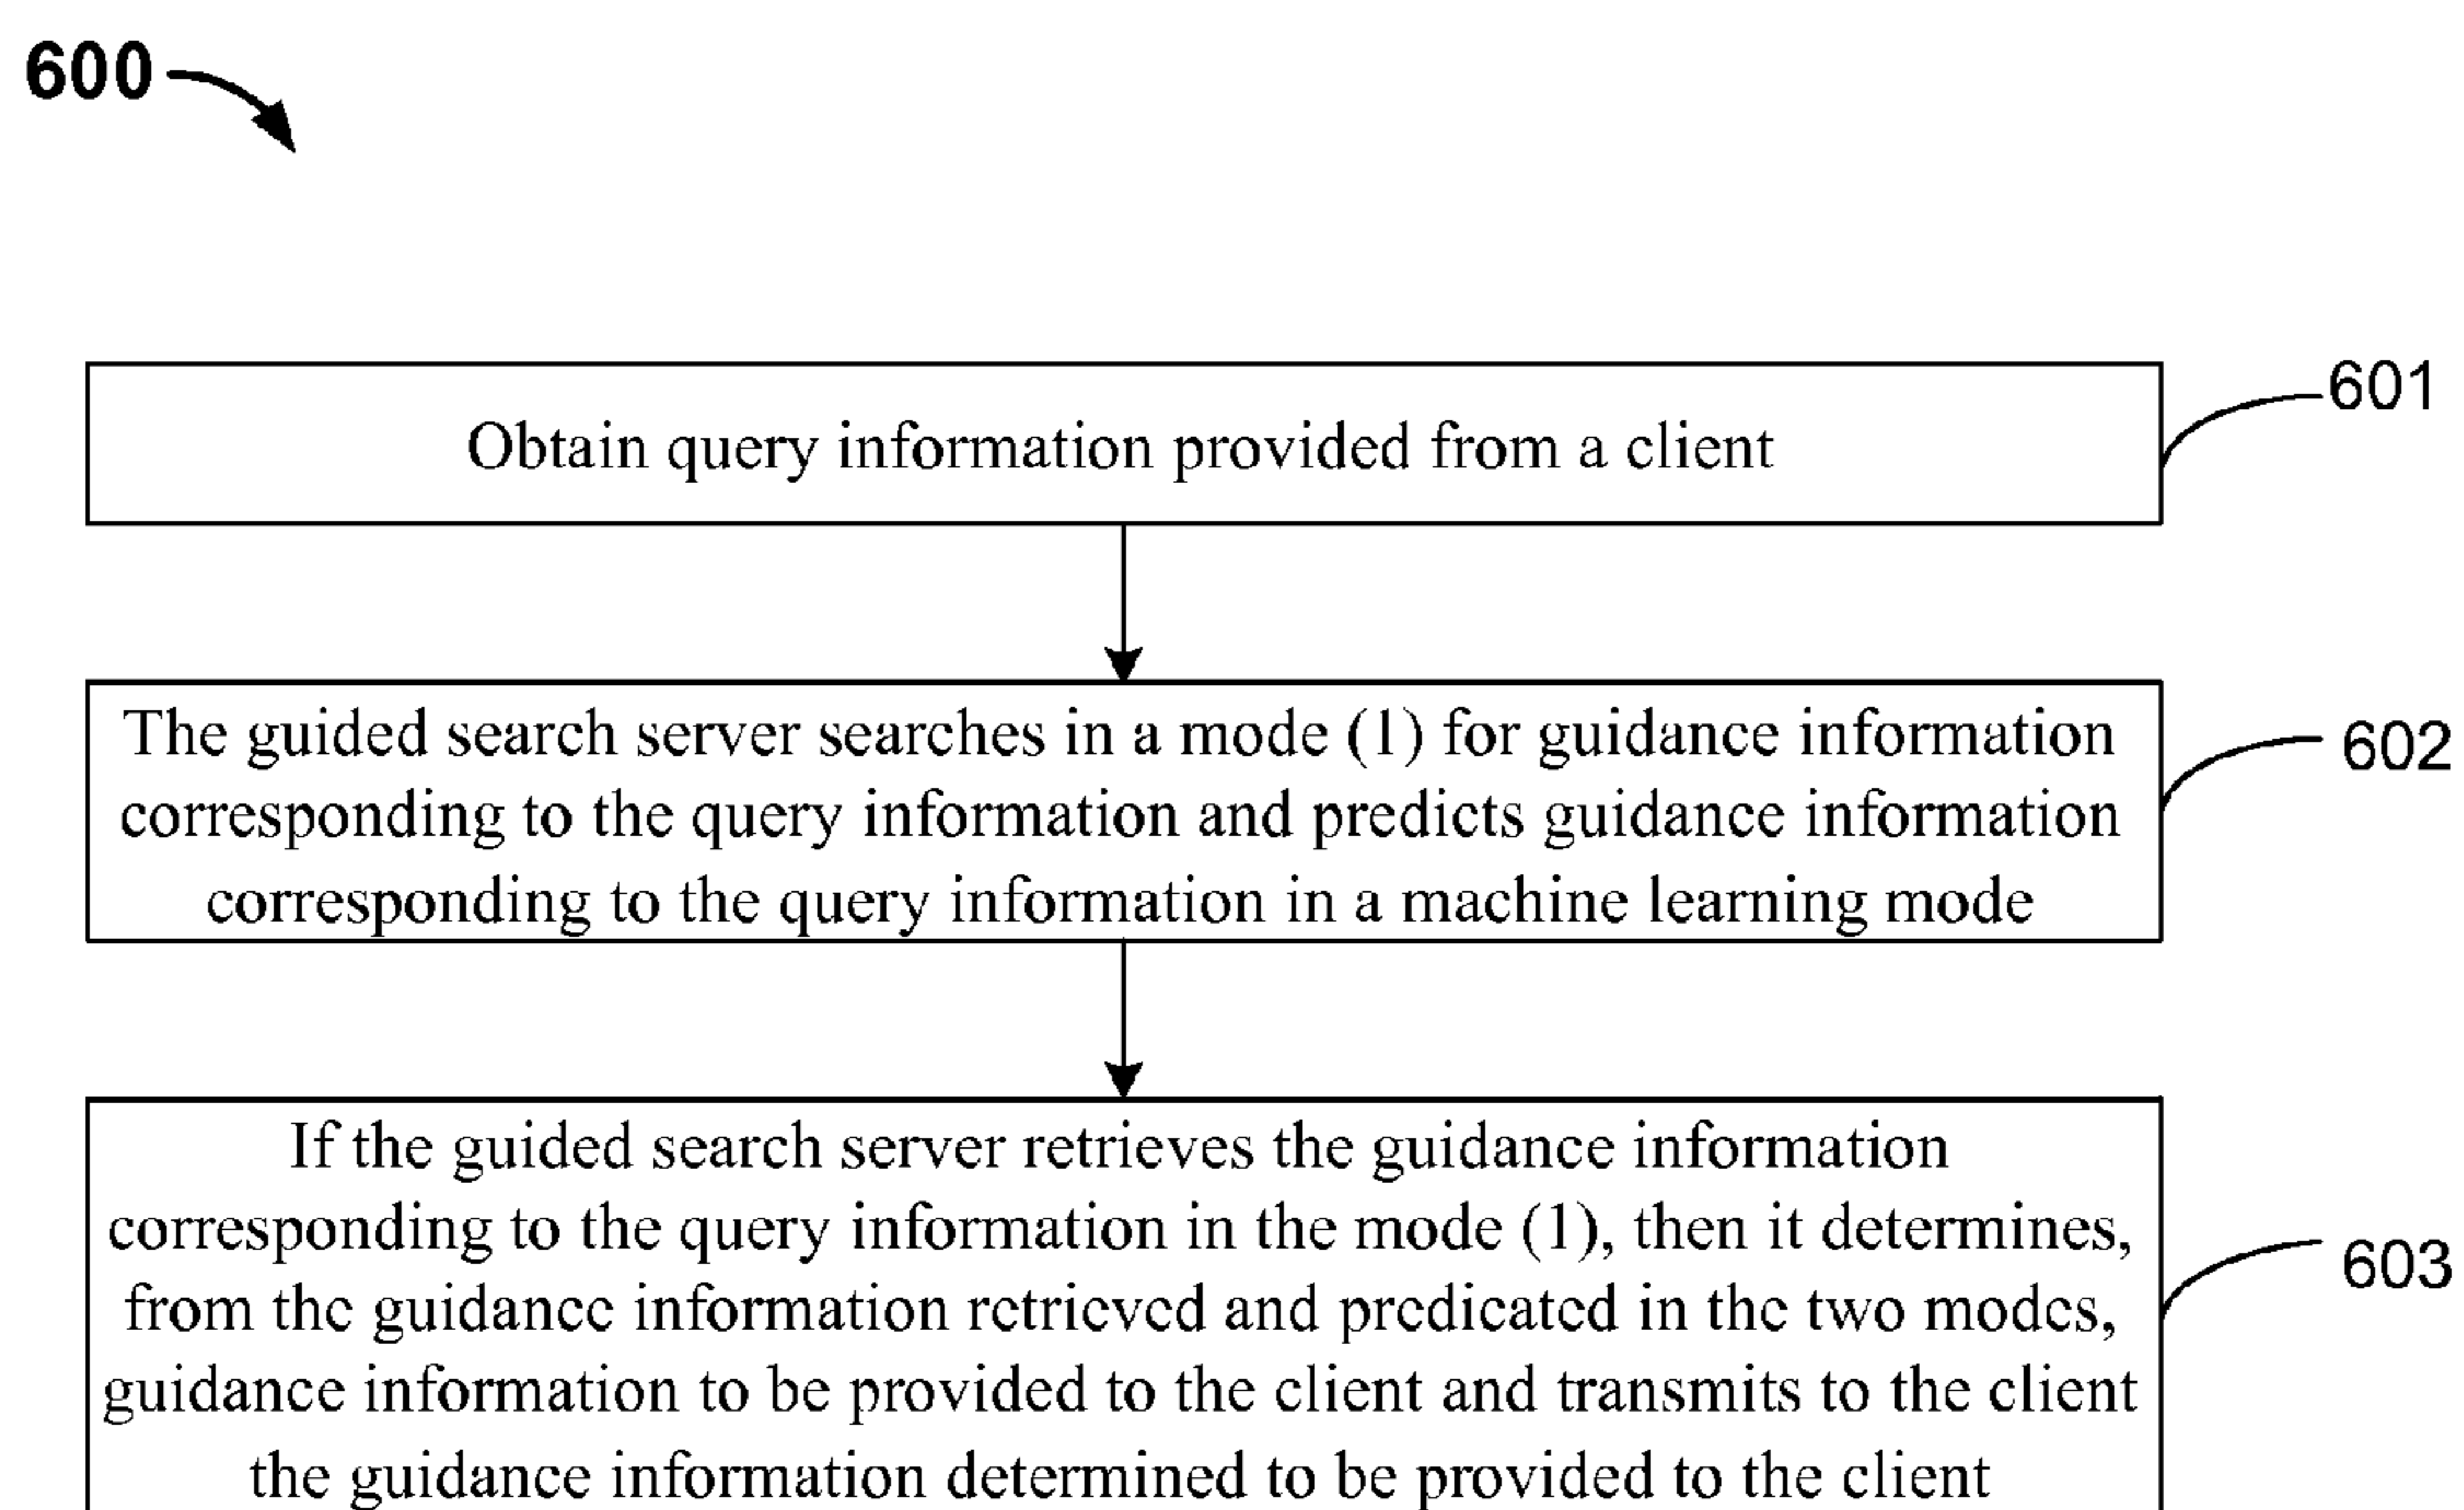 600
601
Obtain query information provided from a client
The guided search server searches in a mode (1) for guidance information
602
corresponding to the query information and predicts guidance information
corresponding to the query information in a machine learning mode
If the guided search server retrieves the guidance information
corresponding to the query information in the mode (1), then it determines,
603
from the guidance information retrieved and predicated in the two modes,
guidance information to be provided to the client and transmits to the client
the guidance information determined to be provided to the client